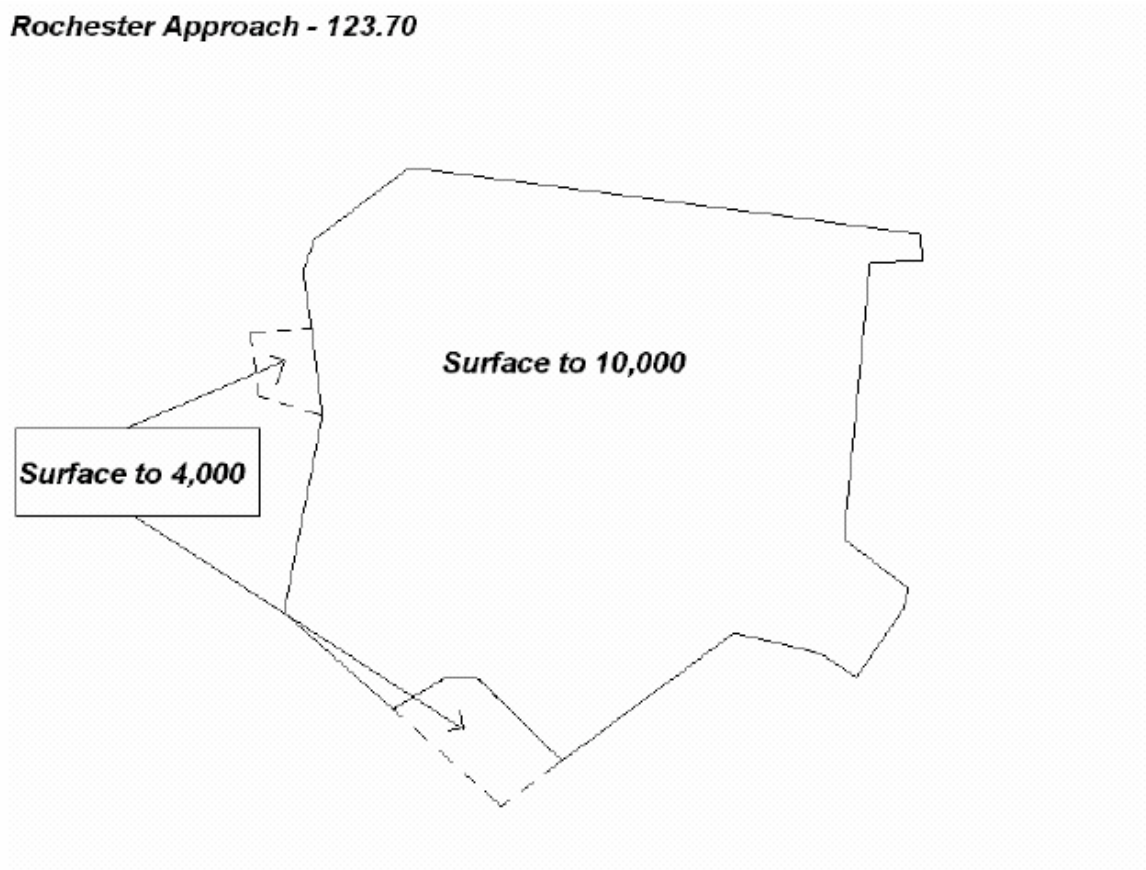 Rochester Approach - 123.70
Surface to 10,000
Surface to 4,000